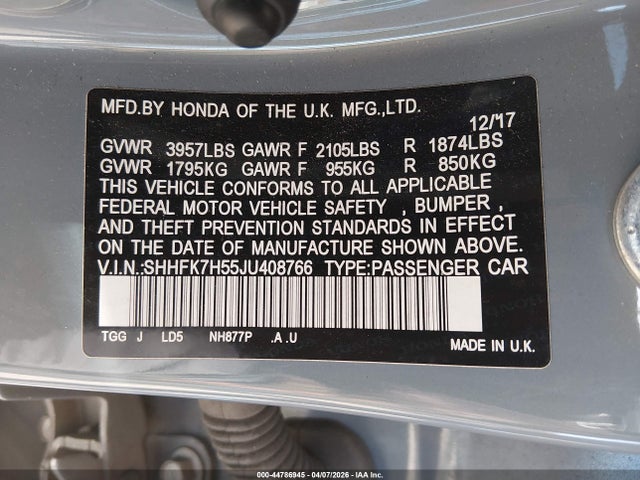 MFD.BY HONDA OF THE U.K. MFG.,LTD.
12/'17
GVWR 3957LBS GAWR F 2105LBS R 1874LBS
GVWR 1795KG GAWR F 955KG R 850KG
THIS VEHICLE CONFORMS TO ALL APPLICABLE
FEDERAL MOTOR VEHICLE SAFETY , BUMPER ,
AND THEFT PREVENTION STANDARDS IN EFFECT
ON THE DATE OF MANUFACTURE SHOWN ABOVE.
V.I.N.:SHHFK7H55JU408766 TYPE:PASSENGER CAR
TGG J LD5 NH877P .A .U
MADE IN U.K.
000-44786945 - 04/07/2026 - IAA Inc.